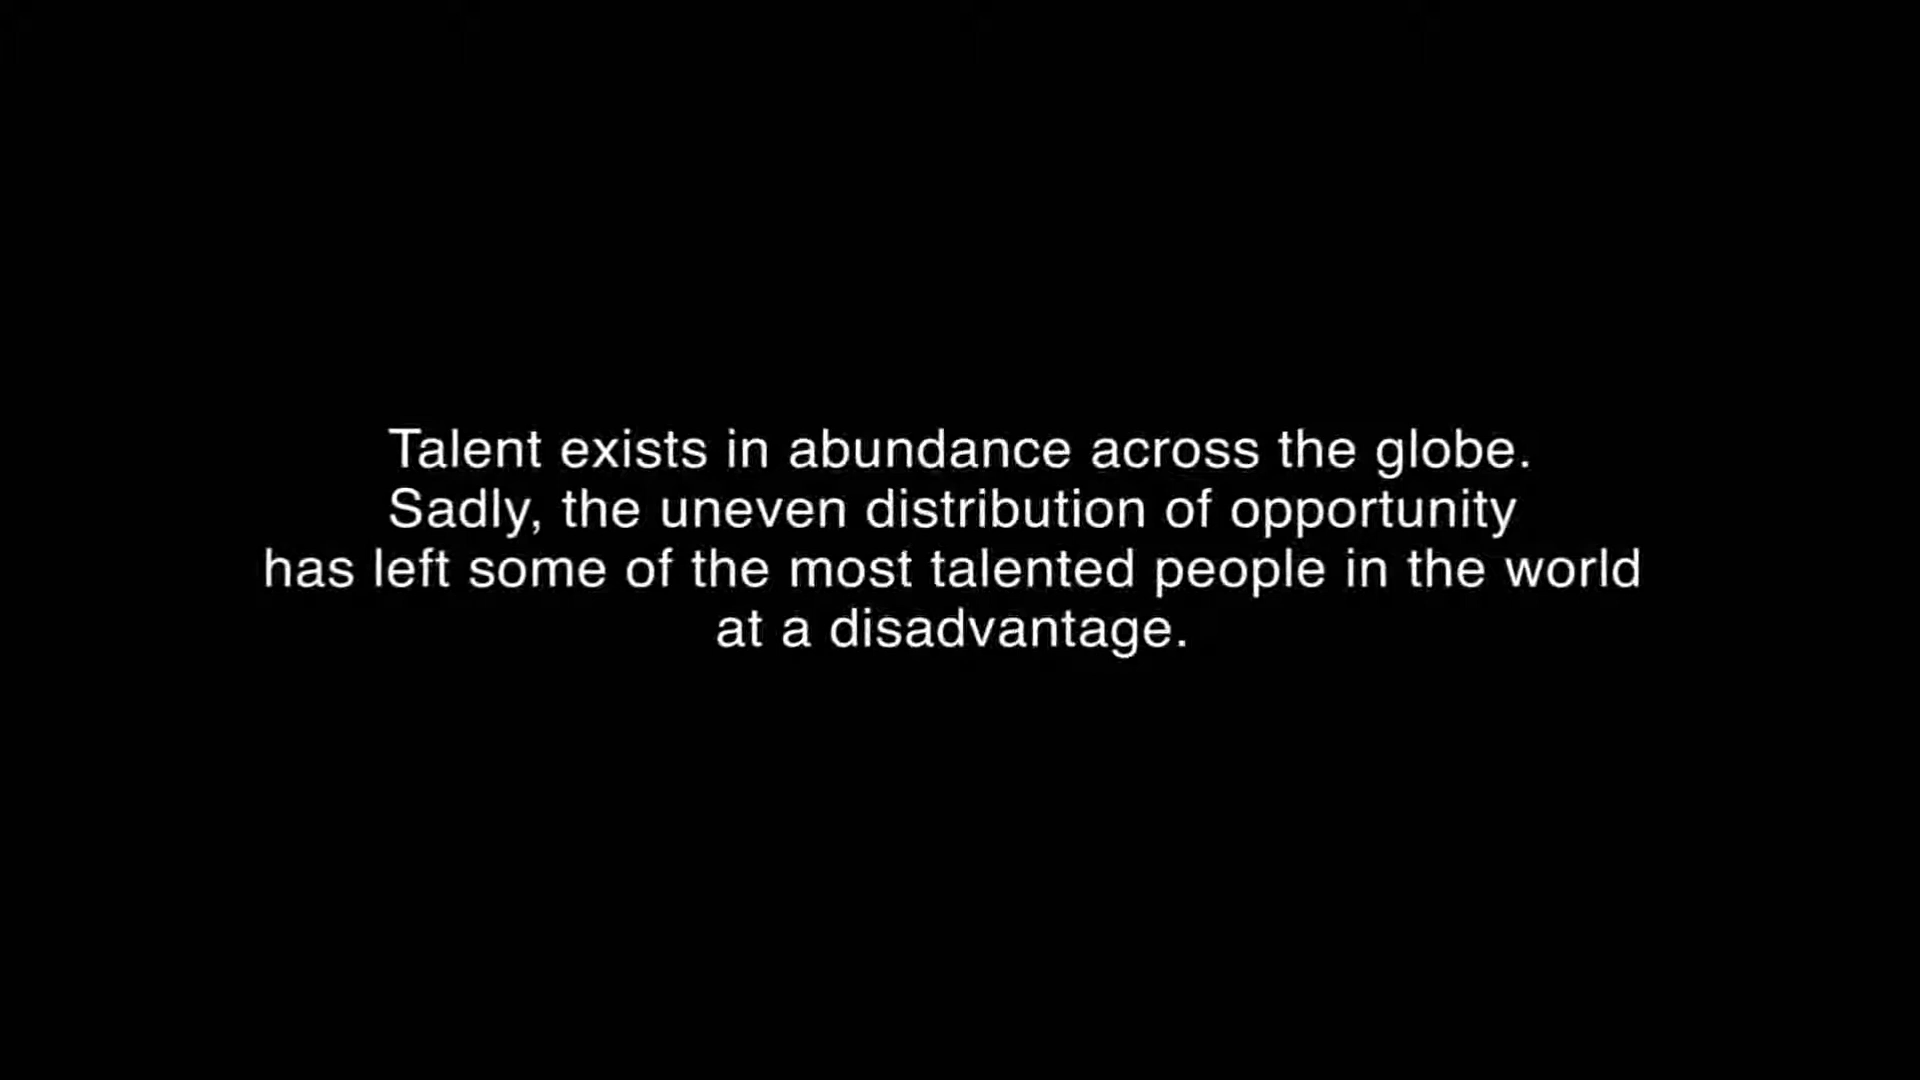 Talent exists in abundance across the globe.
Sadly, the uneven distribution of opportunity
has left some of the most talented people in the world
at a disadvantage.